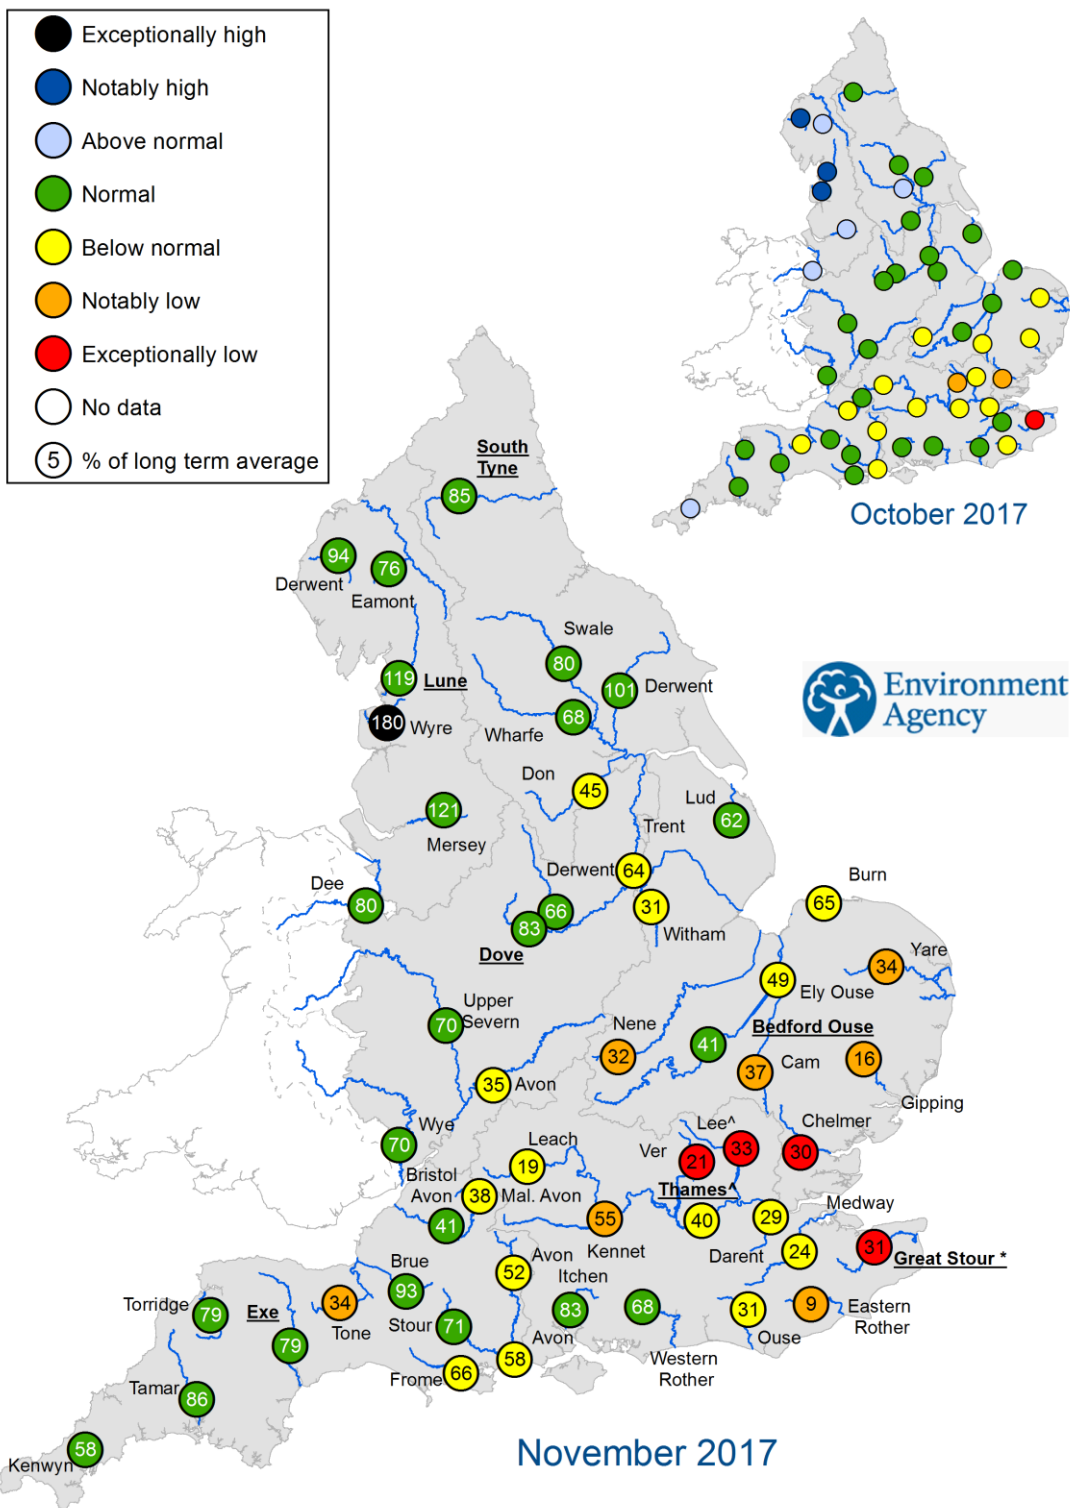 Exceptionally high
Notably high
Above normal
Normal
Below normal
Notably low
Exceptionally low
No data
5 % of long term average
October 2017
South
Tyne
85
94
Derwent
76
Eamont
Swale
80
119
Lune
101
Derwent
180
Wyre
68
Wharfe
Environment
Agency
Don
45
Lud
62
121
Mersey
Trent
Derwent
64
Dee
80
66
31
83
Witham
Dove
Burn
65
Yare
34
49
Ely Ouse
Upper
Severn
70
Nene
32
Bedford Ouse
41
Cam
37
16
Gipping
35
Avon
Wye
70
Chelmer
30
Lee^
33
Ver
21
Leach
19
Bristol
Avon
38
Mal. Avon
41
Thames^
40
55
Kennet
29
Medway
Darent
24
31
Great Stour *
Avon
52
Itchen
83
Brue
93
68
31
Ouse
9
Eastern
Rother
Torridge
79
Exe
79
34
Tone
Stour
71
Avon
58
Frome
66
Western
Rother
Tamar
86
58
Kenwyn
November 2017